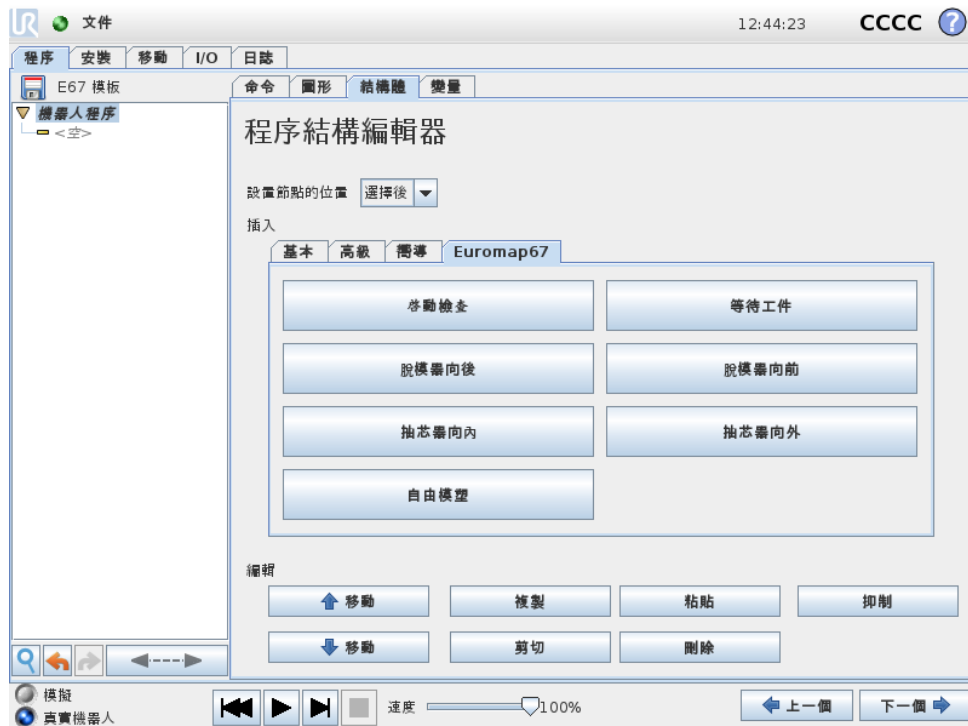 UR 文件 12:44:23 CCCC ?
程序 安裝 移動 I/O 日誌
E67 模板
命令 圖形 結構體 變量
機器人程序
<空>
程序結構編輯器
設置節點的位置 選擇後
插入
基本 高級 嚮導 Euromap67
啓動檢查 等待工件
脫模器向後 脫模器向前
抽芯器向內 抽芯器向外
自由模塑
編輯
移動 複製 粘貼 抑制
移動 剪切 刪除
模擬
真實機器人
速度 100%
上一個 下一個